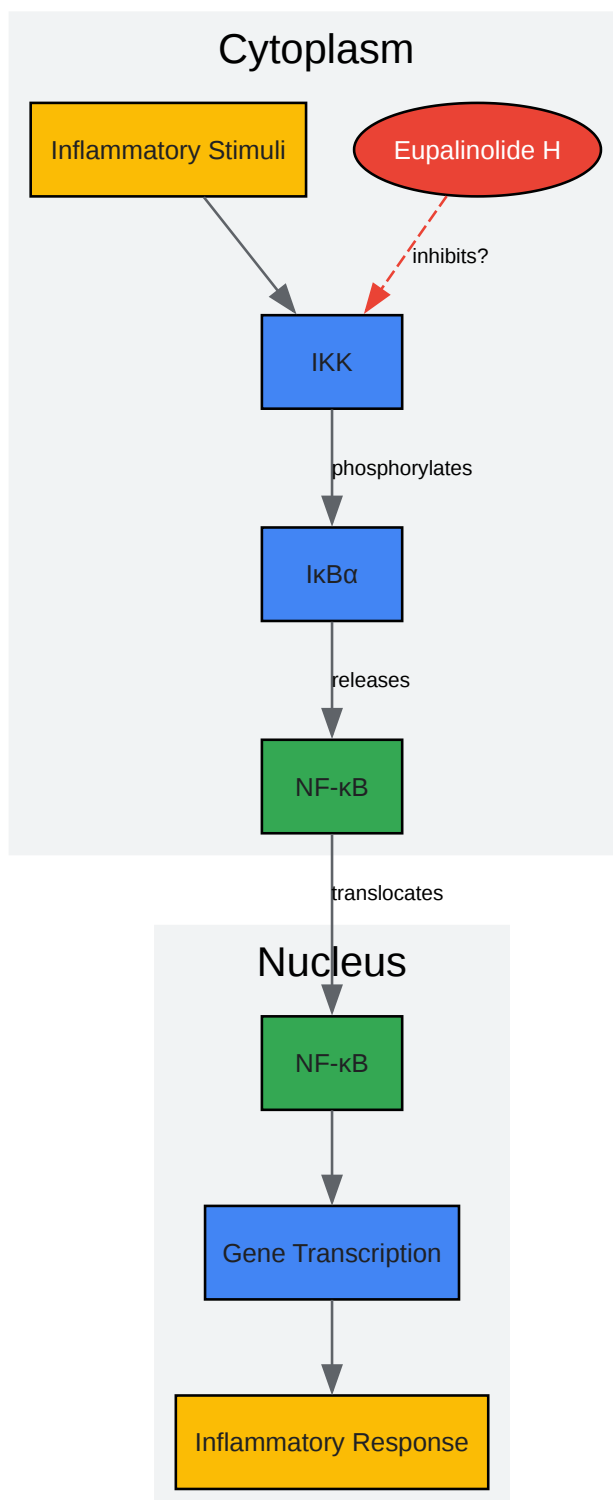 Cytoplasm
Inflammatory Stimuli
Eupalinolide H
inhibits?
IKK
phosphorylates
IκBα
releases
NF-κB
translocates
Nucleus
NF-κB
Gene Transcription
Inflammatory Response